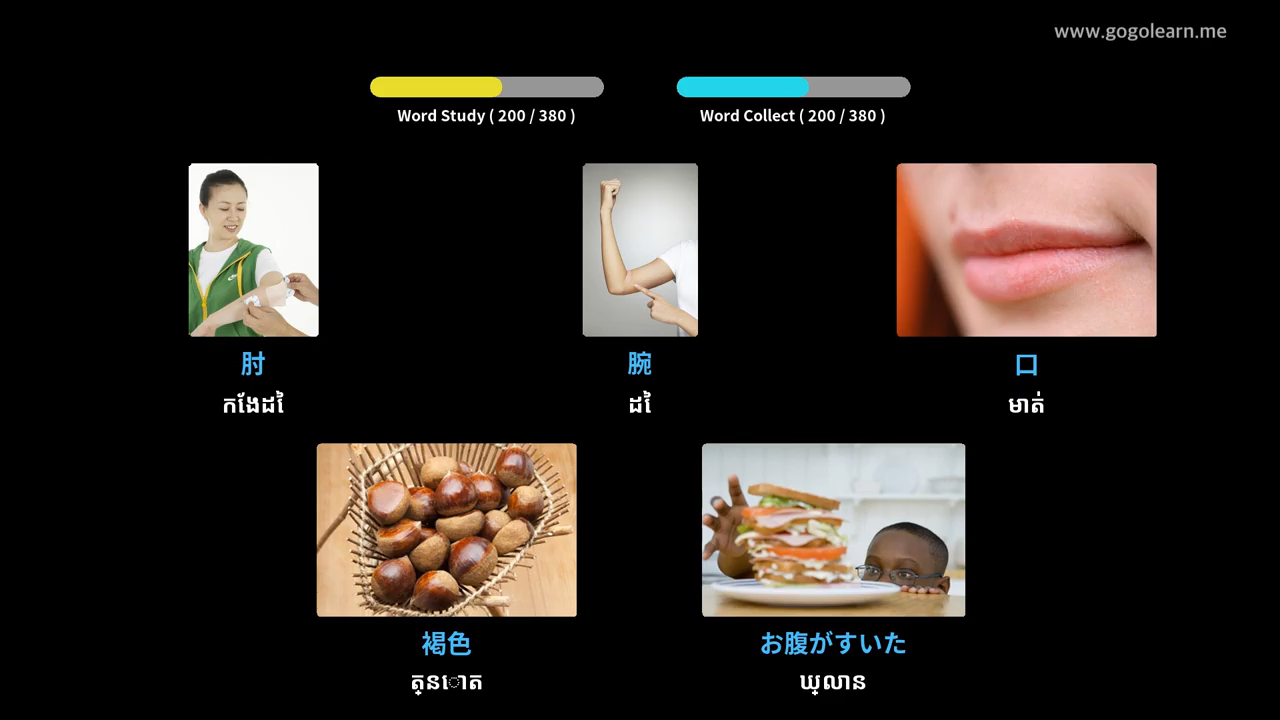 www.gogolearn.me
Word Study ( 200 / 380 )
Word Collect ( 200 / 380 )
肘
កែងដៃ
腕
ដៃ
口
មាត់
褐色
ត្នោត
お腹がすいた
ឃ្លាន